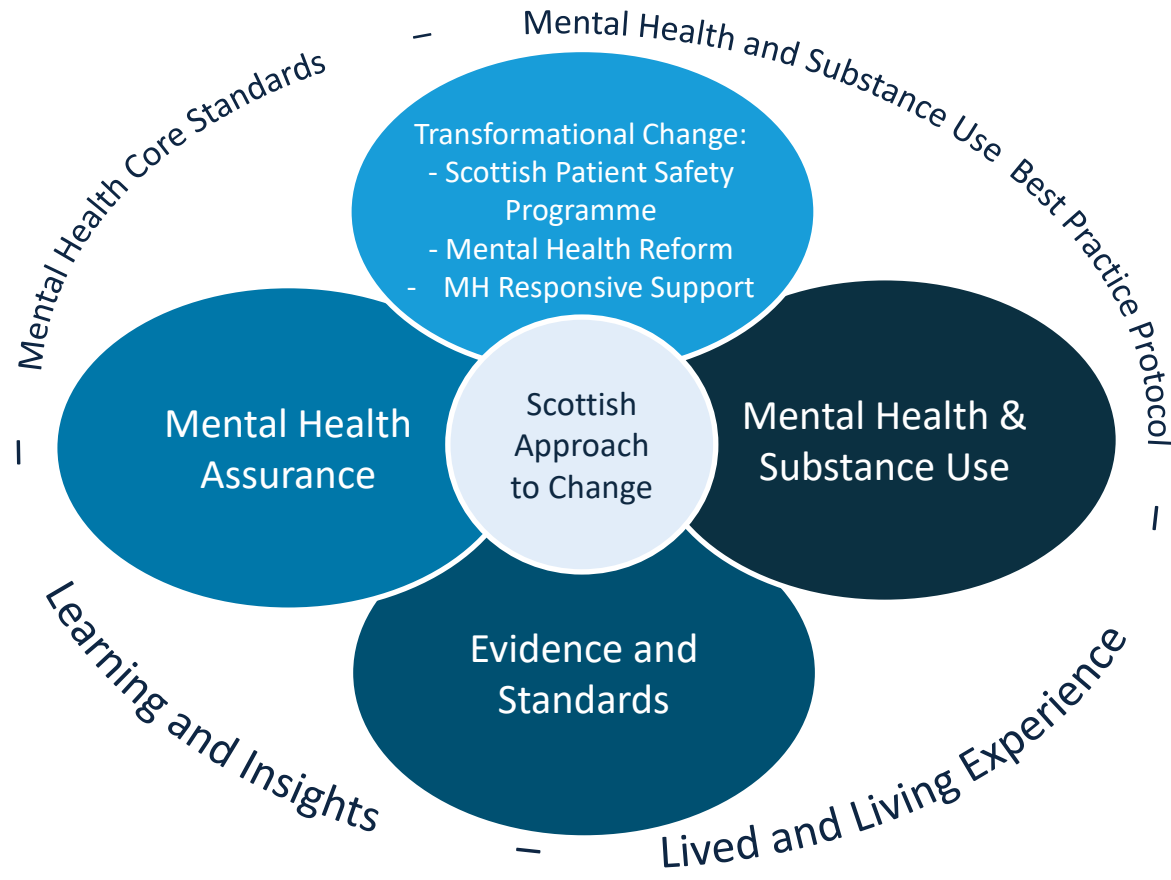 Mental Health Core Standards
–
Mental Health and Substance Use Best Practice Protocol
–
Transformational Change:
- Scottish Patient Safety
Programme
- Mental Health Reform
- MH Responsive Support
Mental Health
Assurance
Scottish
Approach
to Change
Mental Health &
Substance Use
Evidence and
Standards
–
Learning and Insights
–
Lived and Living Experience